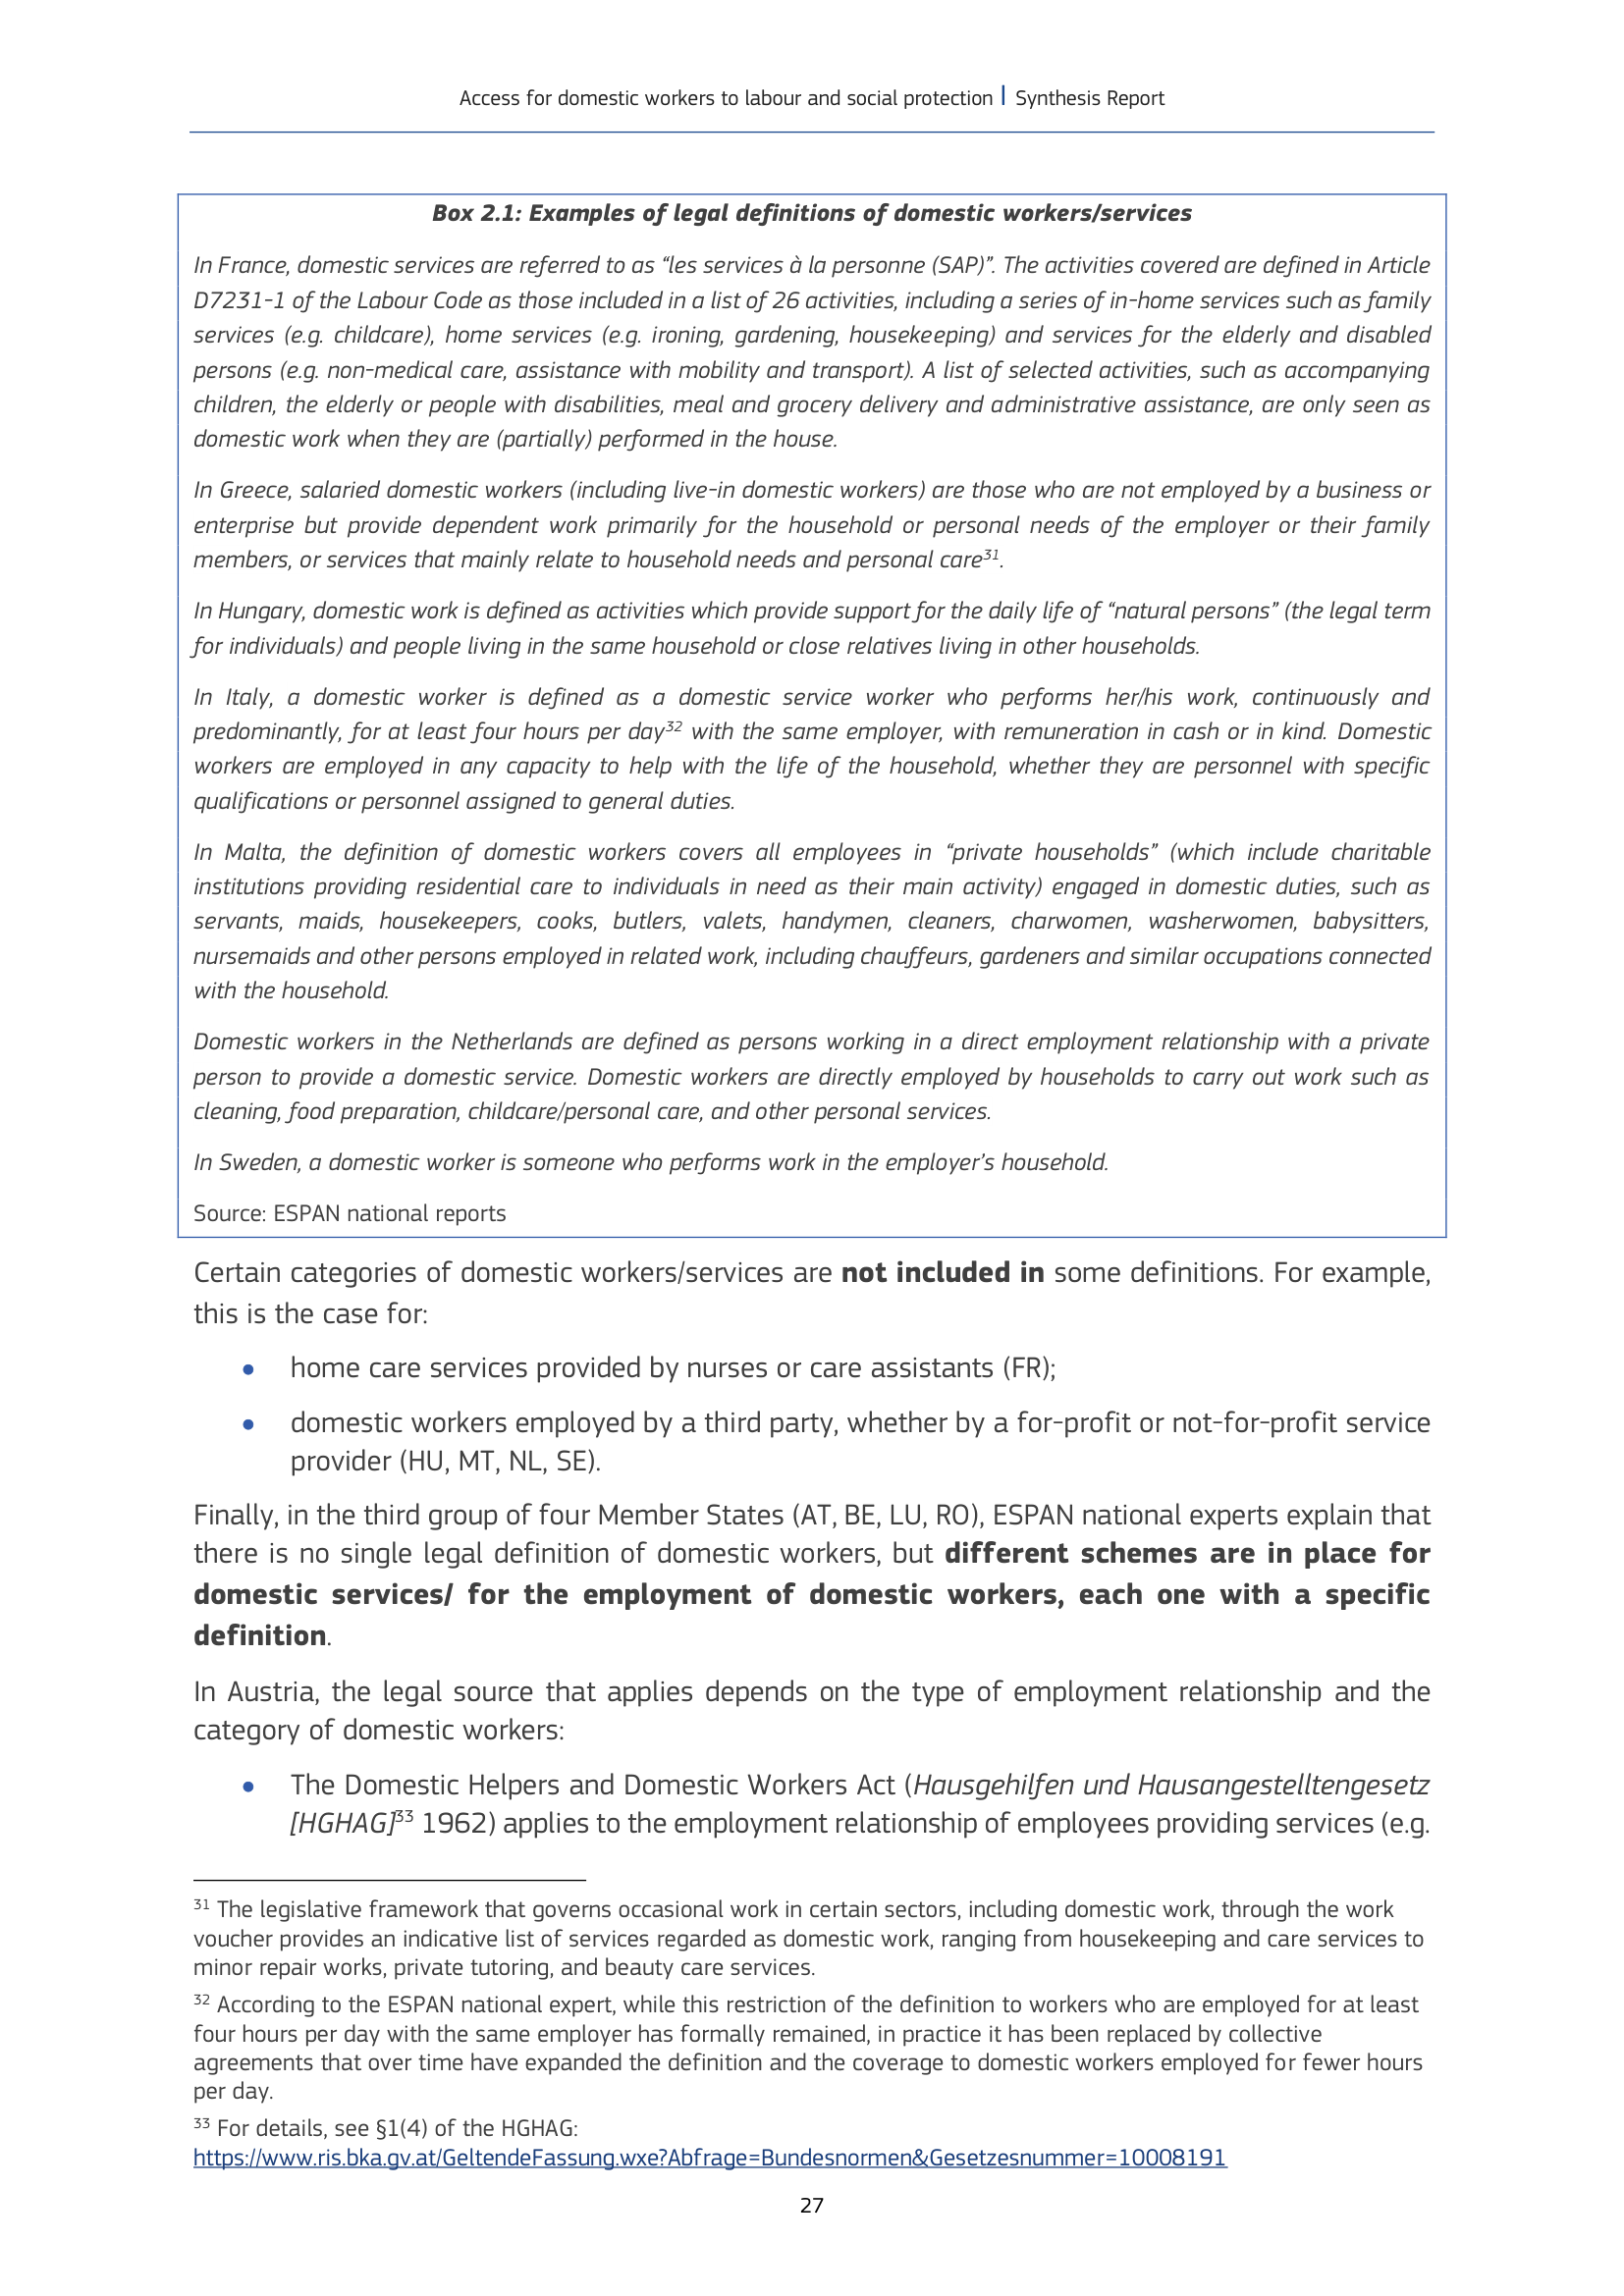 Access for domestic workers to labour and social protection | Synthesis Report
Box 2.1: Examples of legal definitions of domestic workers/services
In France, domestic services are referred to as “les services à la personne (SAP)”. The activities covered are defined in Article
D7231-1 of the Labour Code as those included in a list of 26 activities, including a series of in-home services such as family
services (e.g. childcare), home services (e.g. ironing, gardening, housekeeping) and services for the elderly and disabled
persons (e.g. non-medical care, assistance with mobility and transport). A list of selected activities, such as accompanying
children, the elderly or people with disabilities, meal and grocery delivery and administrative assistance, are only seen as
domestic work when they are (partially) performed in the house.
In Greece, salaried domestic workers (including live-in domestic workers) are those who are not employed by a business or
enterprise but provide dependent work primarily for the household or personal needs of the employer or their family
members, or services that mainly relate to household needs and personal care31.
In Hungary, domestic work is defined as activities which provide support for the daily life of “natural persons” (the legal term
for individuals) and people living in the same household or close relatives living in other households.
In Italy, a domestic worker is defined as a domestic service worker who performs her/his work, continuously and
predominantly, for at least four hours per day32 with the same employer, with remuneration in cash or in kind. Domestic
workers are employed in any capacity to help with the life of the household, whether they are personnel with specific
qualifications or personnel assigned to general duties.
In Malta, the definition of domestic workers covers all employees in “private households” (which include charitable
institutions providing residential care to individuals in need as their main activity) engaged in domestic duties, such as
servants, maids, housekeepers, cooks, butlers, valets, handymen, cleaners, charwomen, washerwomen, babysitters,
nursemaids and other persons employed in related work, including chauffeurs, gardeners and similar occupations connected
with the household.
Domestic workers in the Netherlands are defined as persons working in a direct employment relationship with a private
person to provide a domestic service. Domestic workers are directly employed by households to carry out work such as
cleaning, food preparation, childcare/personal care, and other personal services.
In Sweden, a domestic worker is someone who performs work in the employer’s household.
Source: ESPAN national reports
Certain categories of domestic workers/services are not included in some definitions. For example,
this is the case for:
• home care services provided by nurses or care assistants (FR);
• domestic workers employed by a third party, whether by a for-profit or not-for-profit service
provider (HU, MT, NL, SE).
Finally, in the third group of four Member States (AT, BE, LU, RO), ESPAN national experts explain that
there is no single legal definition of domestic workers, but different schemes are in place for
domestic services/ for the employment of domestic workers, each one with a specific
definition.
In Austria, the legal source that applies depends on the type of employment relationship and the
category of domestic workers:
• The Domestic Helpers and Domestic Workers Act (Hausgehilfen und Hausangestelltengesetz
[HGHAG]33 1962) applies to the employment relationship of employees providing services (e.g.
31 The legislative framework that governs occasional work in certain sectors, including domestic work, through the work
voucher provides an indicative list of services regarded as domestic work, ranging from housekeeping and care services to
minor repair works, private tutoring, and beauty care services.
32 According to the ESPAN national expert, while this restriction of the definition to workers who are employed for at least
four hours per day with the same employer has formally remained, in practice it has been replaced by collective
agreements that over time have expanded the definition and the coverage to domestic workers employed for fewer hours
per day.
33 For details, see §1(4) of the HGHAG:
https://www.ris.bka.gv.at/GeltendeFassung.wxe?Abfrage=Bundesnormen&Gesetzesnummer=10008191
27